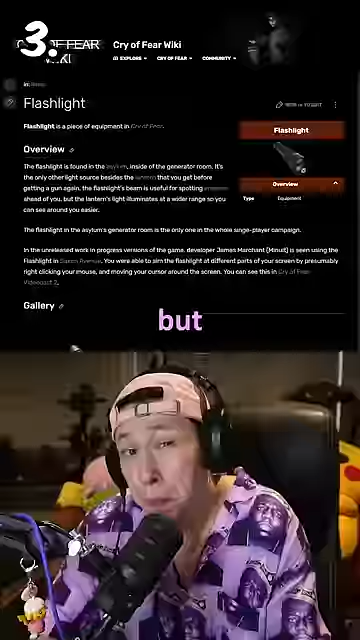 3.
CRY OF FEAR
WIKI
Cry of Fear Wiki
EXPLORE
CRY OF FEAR
COMMUNITY
in:
Flashlight
Flashlight is a piece of equipment in Cry of Fear.
Flashlight
Overview
Overview
Type Equipment
The flashlight is found in the asylum, inside of the generator room. It's
the only other light source besides the lantern that you get before
getting a gun again, the flashlight's beam is useful for spotting
ahead of you, but the lantern's light illuminates at a wider range so you
can see around you easier.
The flashlight in the asylum's generator room is the only one in the whole single-player campaign.
In the unreleased work in progress versions of the game, developer James Marchant (Minuit) is seen using the
Flashlight in Saxon Avenue. You were able to aim the flashlight at different parts of your screen by presumably
right clicking your mouse, and moving your cursor around the screen. You can see this in Cry of Fear
Videocast 2.
Gallery
but